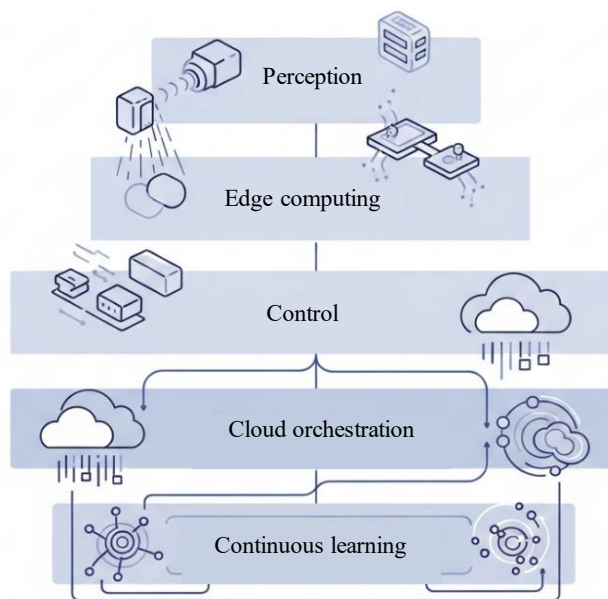 Perception
Edge computing
Control
Cloud orchestration
Continuous learning